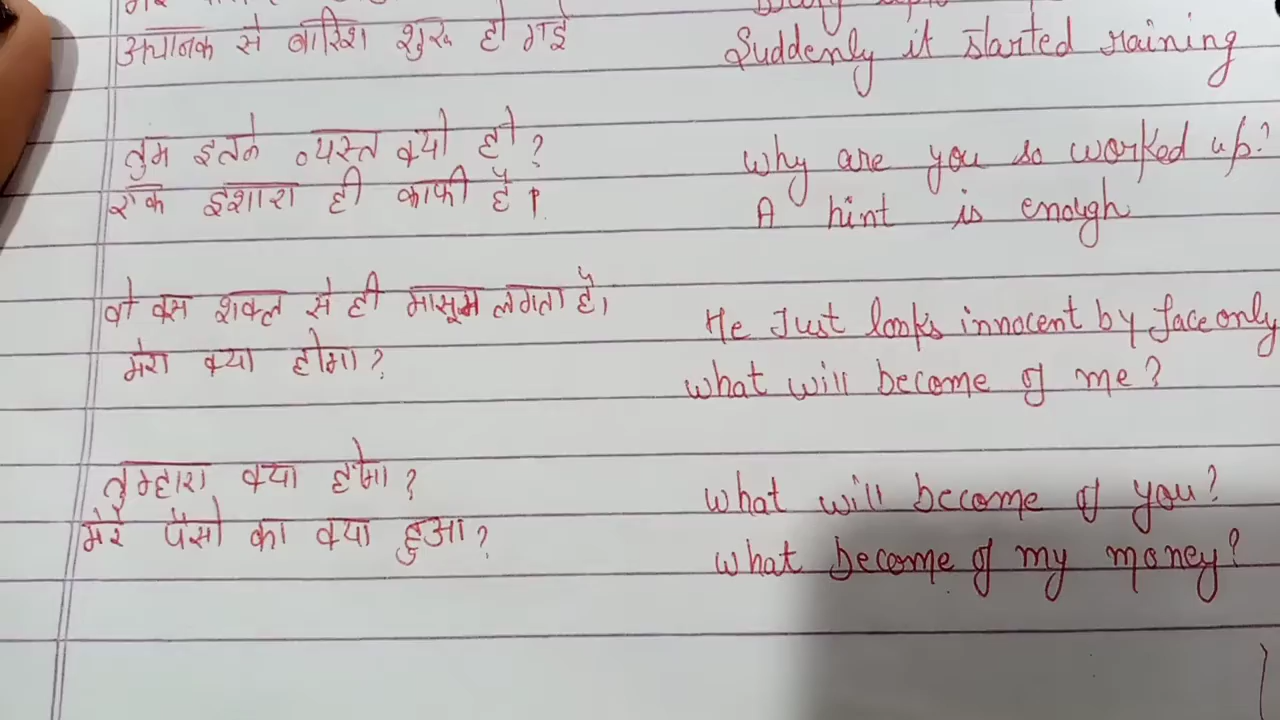 अचानक से बारिश शुरू हो गई Suddenly it started raining
तुम इतने व्यस्त क्यो हो? Why are you so worked up?
एक इशारा ही काफी है। A hint is enough
वो बस शक्ल से ही मासूम लगता है। He Just looks innocent by face only
मेरा क्या होगा? what will become of me?
तुम्हारा क्या होगा? what will become of you?
मेरे पैसो का क्या हुआ? what become of my money?